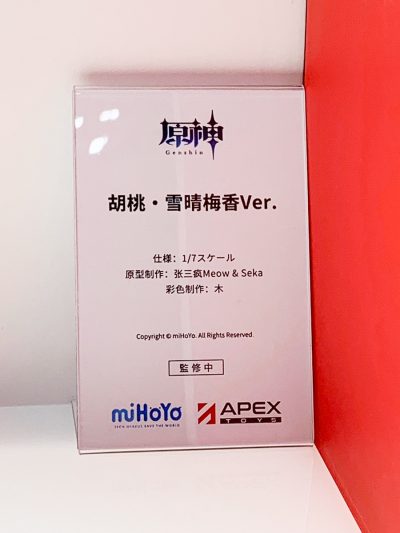 原神
Genshin
胡桃・雪晴梅香Ver.
仕様：1/7スケール
原型制作：张三疯Meow & Seka
彩色制作：木
Copyright © miHoYo. All Rights Reserved.
監修中
miHoYo
TECH OTAKUS SAVE THE WORLD
APEX
TOYS